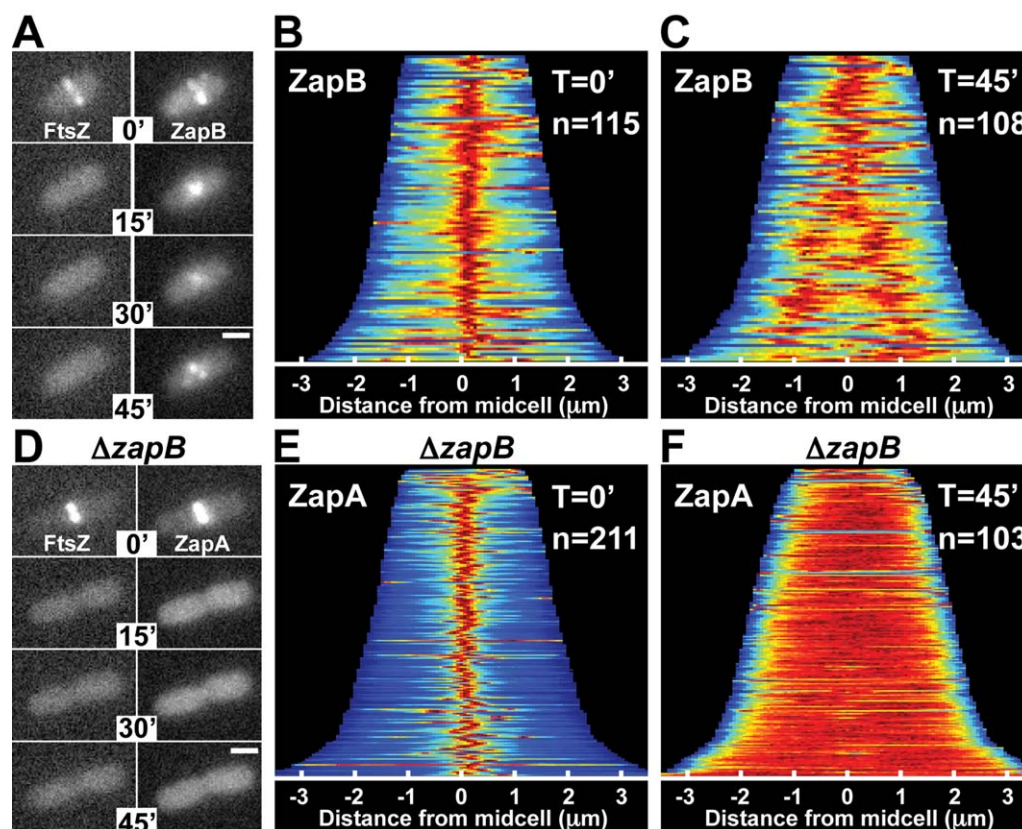 A
FtsZ
0'
ZapB
15'
30'
45'
B
ZapB
T=0'
n=115
-3 -2 -1 0 1 2 3
Distance from midcell (μm)
C
ZapB
T=45'
n=108
-3 -2 -1 0 1 2 3
Distance from midcell (μm)
D
ΔzapB
FtsZ
0'
ZapA
15'
30'
45'
E
ΔzapB
ZapA
T=0'
n=211
-3 -2 -1 0 1 2 3
Distance from midcell (μm)
F
ΔzapB
ZapA
T=45'
n=103
-3 -2 -1 0 1 2 3
Distance from midcell (μm)